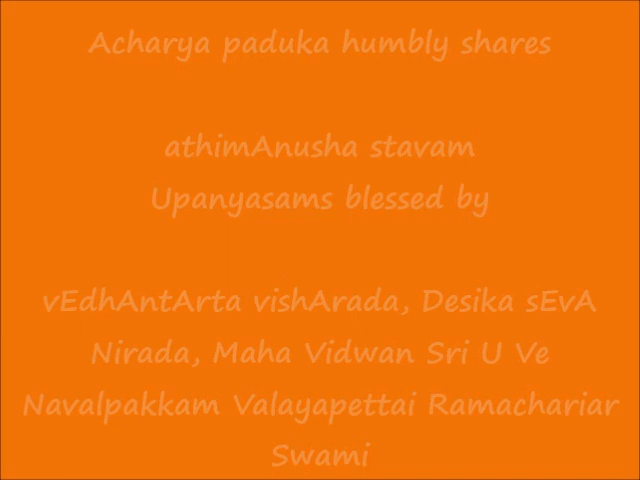 Acharya paduka humbly shares
athimAnusha stavam
Upanyasams blessed by
vEdhAntArta vishArada, Desika sEvA
Nirada, Maha Vidwan Sri U Ve
Navalpakkam Valayapettai Ramachariar
Swami